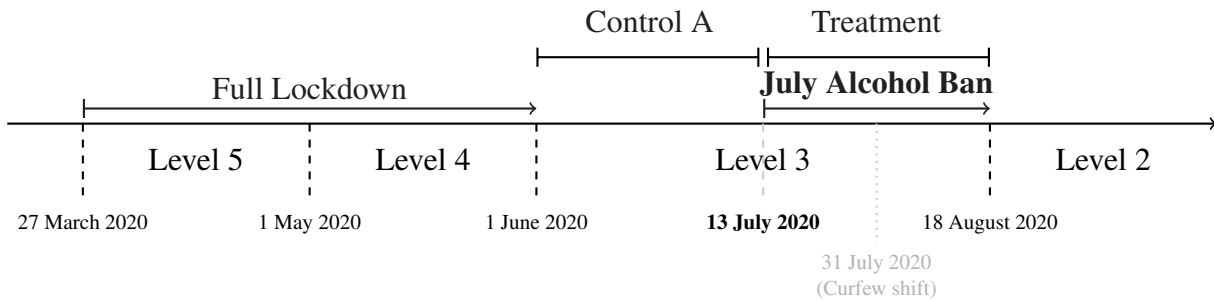 Control A
Treatment
Full Lockdown
July Alcohol Ban
Level 5
Level 4
Level 3
Level 2
27 March 2020
1 May 2020
1 June 2020
13 July 2020
18 August 2020
31 July 2020
(Curfew shift)